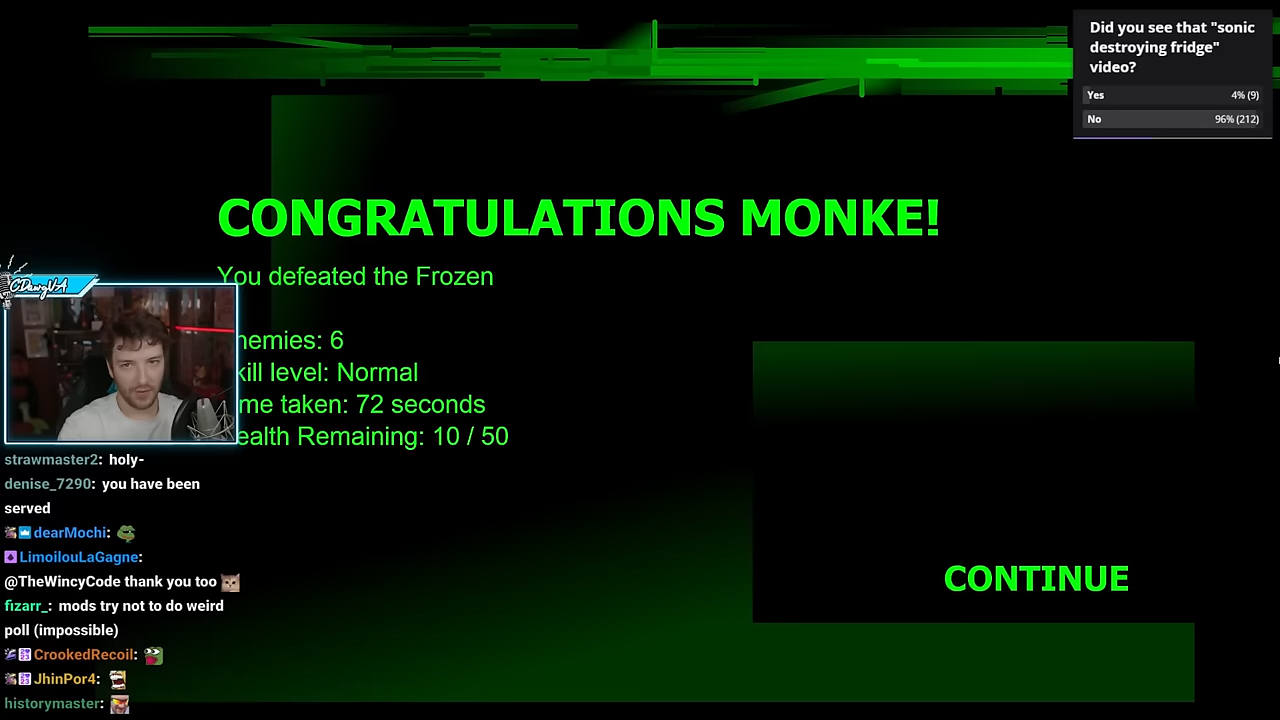 Did you see that "sonic
destroying fridge"
video?
Yes 4% (9)
No 96% (212)
CONGRATULATIONS MONKE!
You defeated the Frozen
CDawgVA
nemies: 6
kill level: Normal
me taken: 72 seconds
ealth Remaining: 10 / 50
strawmaster2: holy-
denise_7290: you have been
served
dearMochi:
LimoilouLaGagne:
@TheWincyCode thank you too
fizarr_: mods try not to do weird
poll (impossible)
CrookedRecoil:
JhinPor4:
historymaster:
CONTINUE